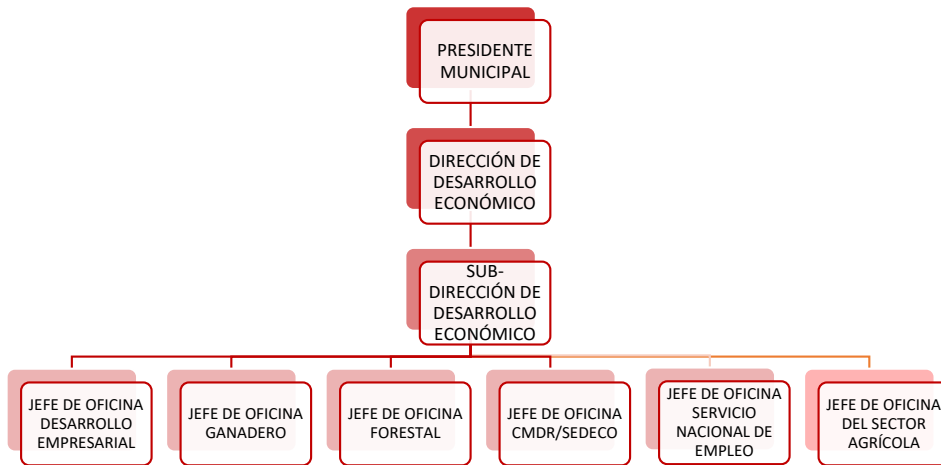 PRESIDENTE
MUNICIPAL
DIRECCIÓN DE
DESARROLLO
ECONÓMICO
SUB-
DIRECCIÓN DE
DESARROLLO
ECONÓMICO
JEFE DE OFICINA
DESARROLLO
EMPRESARIAL
JEFE DE OFICINA
GANADERO
JEFE DE OFICINA
FORESTAL
JEFE DE OFICINA
CMDR/SEDECO
JEFE DE OFICINA
SERVICIO
NACIONAL DE
EMPLEO
JEFE DE OFICINA
DEL SECTOR
AGRÍCOLA